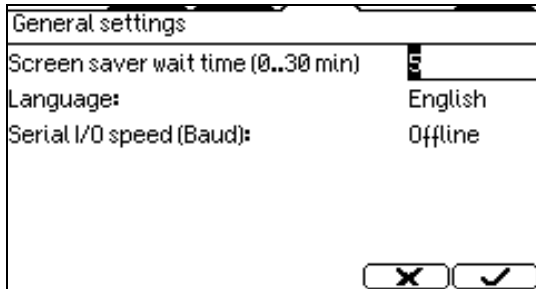 General settings
Screen saver wait time (0..30 min) 5
Language: English
Serial I/O speed (Baud): Offline